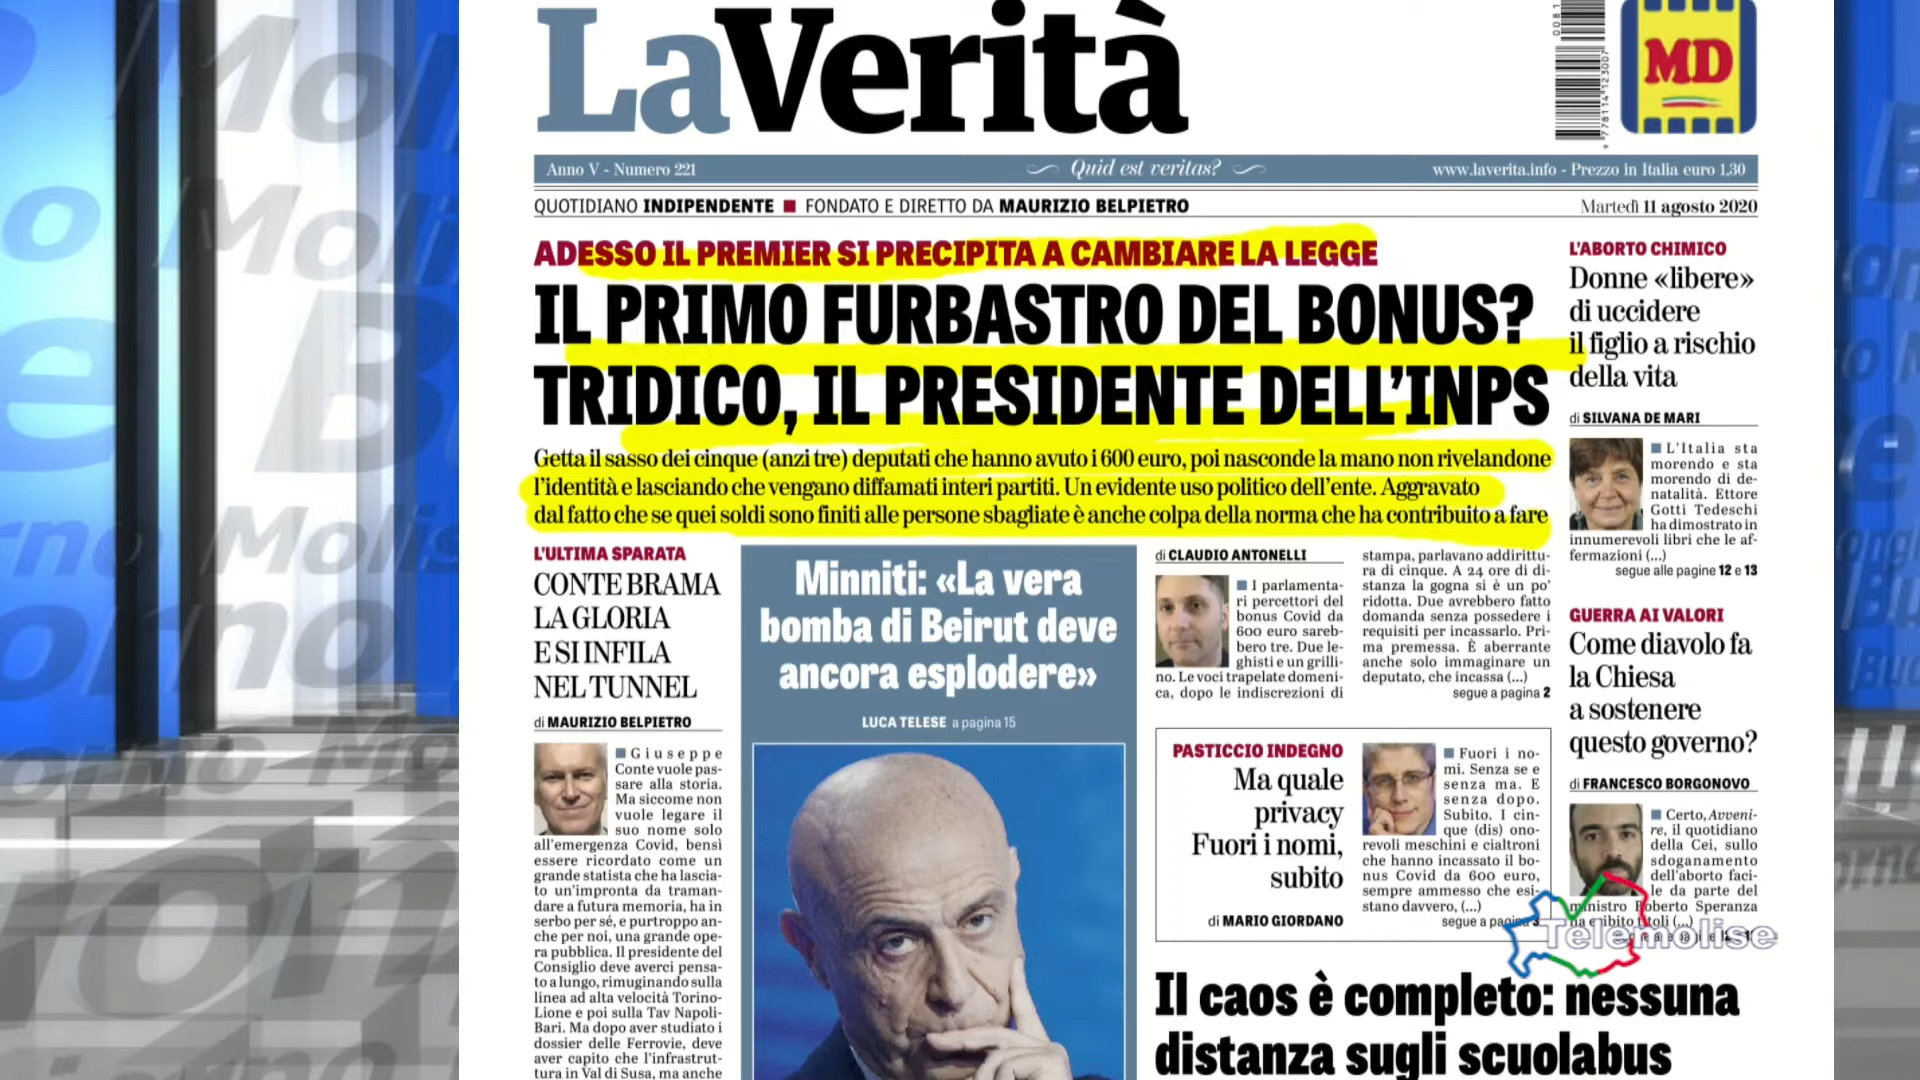 LaVerità
MD
0081
9 778114 123007
Anno V - Numero 221
Quid est veritas?
www.laverita.info - Prezzo in Italia euro 1,30
QUOTIDIANO INDIPENDENTE ■ FONDATO E DIRETTO DA MAURIZIO BELPIETRO
Martedì 11 agosto 2020
ADESSO IL PREMIER SI PRECIPITA A CAMBIARE LA LEGGE
IL PRIMO FURBASTRO DEL BONUS?
TRIDICO, IL PRESIDENTE DELL'INPS
Getta il sasso dei cinque (anzi tre) deputati che hanno avuto i 600 euro, poi nasconde la mano non rivelandone
l'identità e lasciando che vengano diffamati interi partiti. Un evidente uso politico dell'ente. Aggravato
dal fatto che se quei soldi sono finiti alle persone sbagliate è anche colpa della norma che ha contribuito a fare
L'ULTIMA SPARATA
CONTE BRAMA
LA GLORIA
E SI INFILA
NEL TUNNEL
di MAURIZIO BELPIETRO
■ Giuseppe
Conte vuole pas-
sare alla storia.
Ma siccome non
vuole legare il
suo nome solo
all'emergenza Covid, bensì
essere ricordato come un
grande statista che ha lascia-
to un'impronta da traman-
dare a futura memoria, ha in
serbo per sé, e purtroppo an-
che per noi, una grande ope-
ra pubblica. Il presidente del
Consiglio deve averci pensa-
to a lungo, rimuginando sulla
linea ad alta velocità Torino-
Lione e poi sulla Tav Napoli-
Bari. Ma dopo aver studiato i
dossier delle Ferrovie, deve
aver capito che l'infrastrut-
tura in Val di Susa, ma anche
Minniti: «La vera
bomba di Beirut deve
ancora esplodere»
LUCA TELESE a pagina 15
di CLAUDIO ANTONELLI
■ I parlamenta-
ri percettori del
bonus Covid da
600 euro sareb-
bero tre. Due le-
ghisti e un grilli-
no. Le voci trapelate domeni-
ca, dopo le indiscrezioni di
stampa, parlavano addirittu-
ra di cinque. A 24 ore di di-
stanza la gogna si è un po'
ridotta. Due avrebbero fatto
domanda senza possedere i
requisiti per incassarlo. Pri-
ma premessa. È aberrante
anche solo immaginare un
deputato, che incassa (...)
segue a pagina 2
PASTICCIO INDEGNO
Ma quale
privacy
Fuori i nomi,
subito
di MARIO GIORDANO
■ Fuori i no-
mi. Senza se e
senza ma. E
senza dopo.
Subito. I cin-
que (dis) ono-
revoli meschini e cialtroni
che hanno incassato il bo-
nus Covid da 600 euro,
sempre ammesso che esi-
stano davvero, (...)
segue a pagina 3
Il caos è completo: nessuna
distanza sugli scuolabus
L'ABORTO CHIMICO
Donne «libere»
di uccidere
il figlio a rischio
della vita
di SILVANA DE MARI
■ L'Italia sta
morendo e sta
morendo di de-
natalità. Ettore
Gotti Tedeschi
ha dimostrato in
innumerevoli libri che le af-
fermazioni (...)
segue alle pagine 12 e 13
GUERRA AI VALORI
Come diavolo fa
la Chiesa
a sostenere
questo governo?
di FRANCESCO BORGONOVO
■ Certo, Avveni-
re, il quotidiano
della Cei, sullo
sdoganamento
dell'aborto faci-
le da parte del
ministro Roberto Speranza
Telemolise